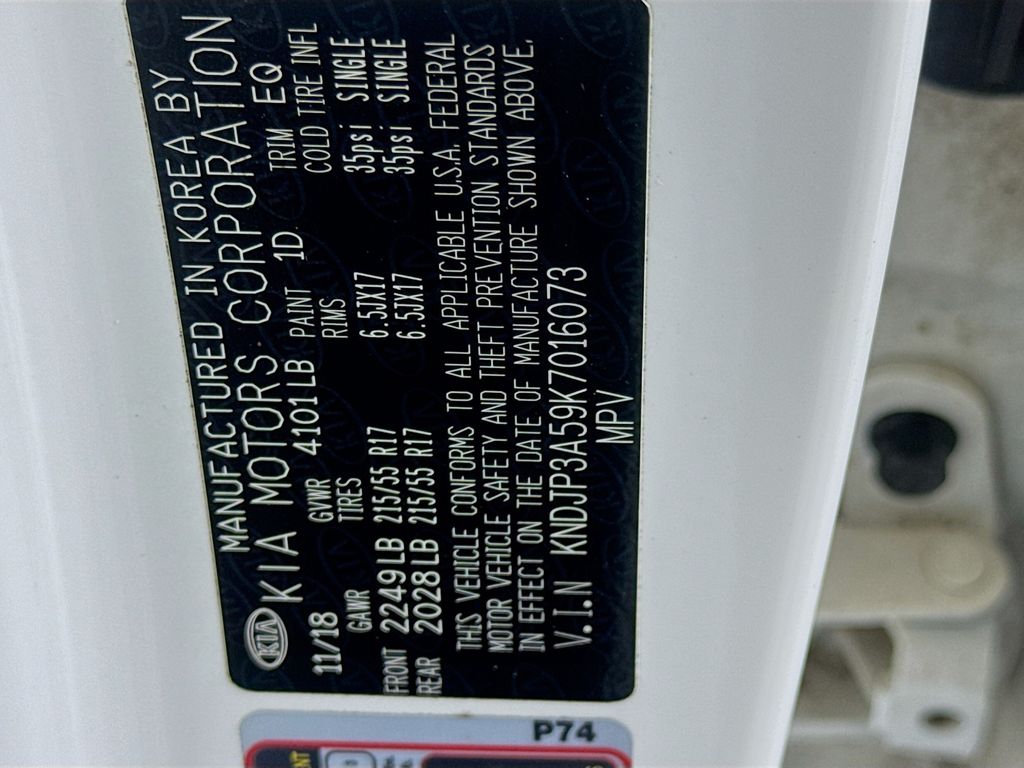 MANUFACTURED IN KOREA BY
KIA KIA MOTORS CORPORATION
11/18 GVWR 4101LB PAINT 1D TRIM EQ
GAWR TIRES RIMS COLD TIRE INFL
FRONT 2249LB 215/55 R17 6.5JX17 35psi SINGLE
REAR 2028LB 215/55 R17 6.5JX17 35psi SINGLE
THIS VEHICLE CONFORMS TO ALL APPLICABLE U.S.A. FEDERAL
MOTOR VEHICLE SAFETY AND THEFT PREVENTION STANDARDS
IN EFFECT ON THE DATE OF MANUFACTURE SHOWN ABOVE.
V.I.N KNDJP3A59K7016073
MPV
P74